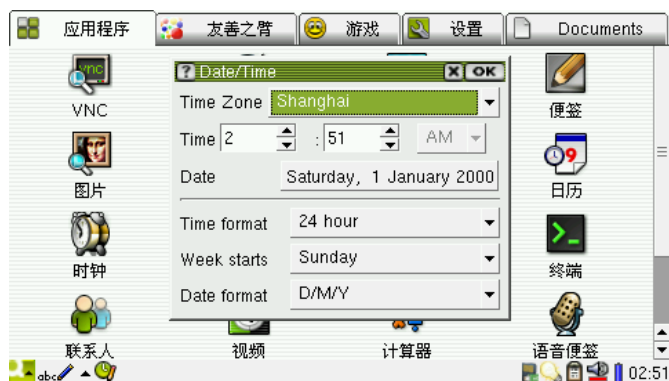 应用程序 友善之臂 游戏 设置 Documents
Date/Time X OK
Time Zone Shanghai
Time 2 : 51 AM
Date Saturday, 1 January 2000
Time format 24 hour
Week starts Sunday
Date format D/M/Y
vnc
VNC
便签
图片
9
日历
时钟
终端
联系人 视频 计算器 语音便签
abc 02:51